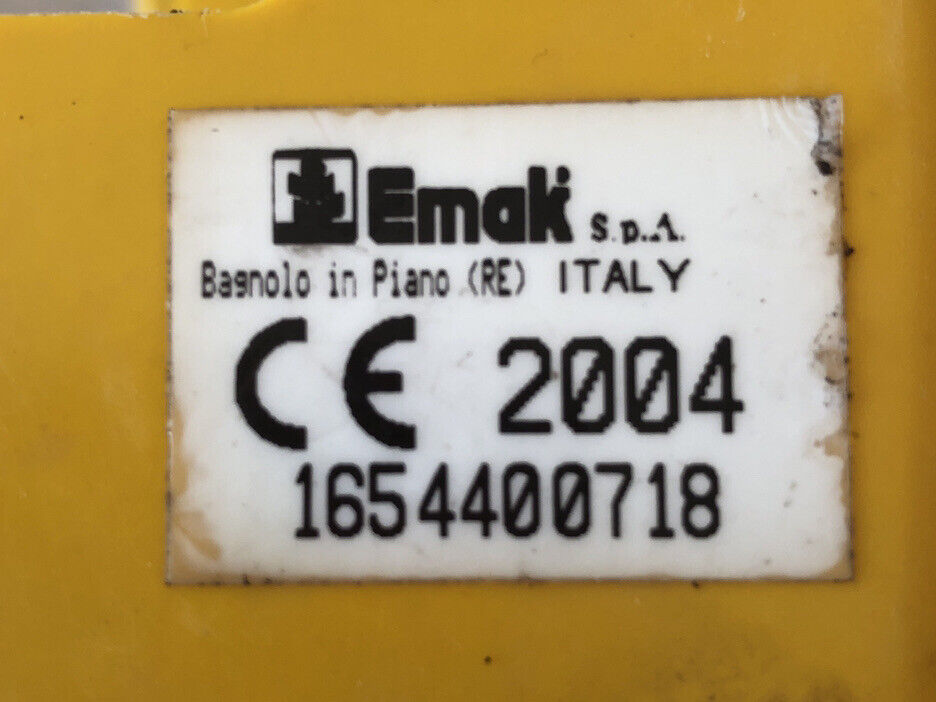 Emak S.p.A.
Bagnolo in Piano (RE) ITALY
CE 2004
1654400718